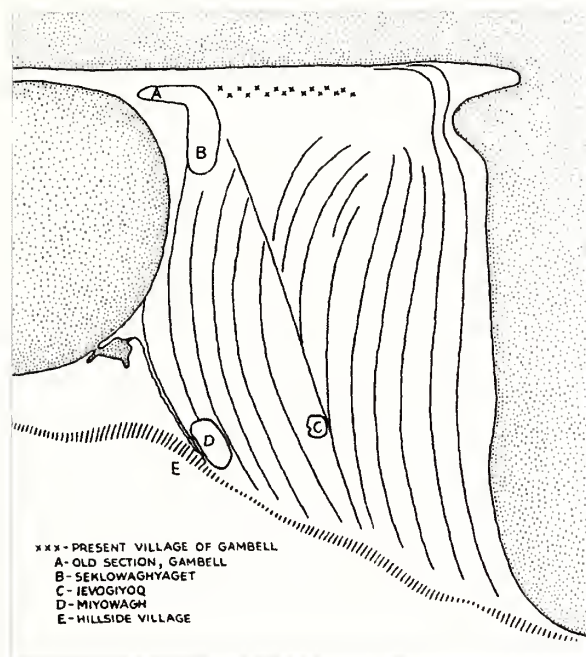 A
B
C
D
E
xxx - PRESENT VILLAGE OF GAMBELL
A - OLD SECTION, GAMBELL
B - SEKLOWAGHYAGET
C - IEVOGIYOQ
D - MIYOWAGH
E - HILLSIDE VILLAGE